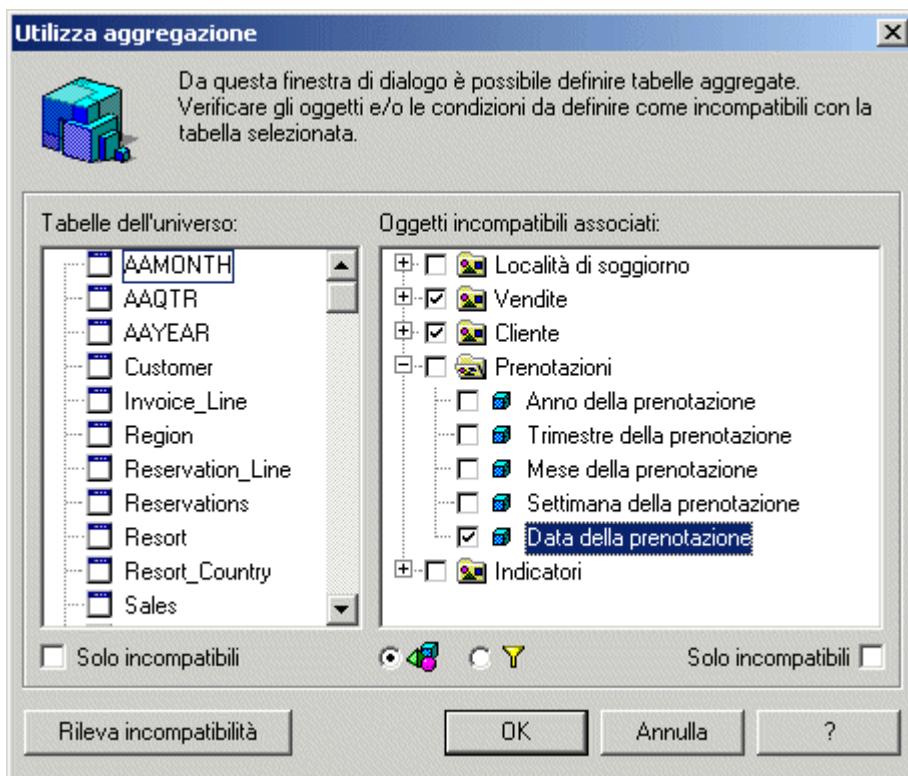 Utilizza aggregazione
Da questa finestra di dialogo è possibile definire tabelle aggregate.
Verificare gli oggetti e/o le condizioni da definire come incompatibili con la
tabella selezionata.
Tabelle dell'universo:
AAMONTH
AAQTR
AAYEAR
Customer
Invoice_Line
Region
Reservation_Line
Reservations
Resort
Resort_Country
Sales
Solo incompatibili
Oggetti incompatibili associati:
Località di soggiorno
Vendite
Cliente
Prenotazioni
Anno della prenotazione
Trimestre della prenotazione
Mese della prenotazione
Settimana della prenotazione
Data della prenotazione
Indicatori
Solo incompatibili
Rileva incompatibilità
OK
Annulla
?